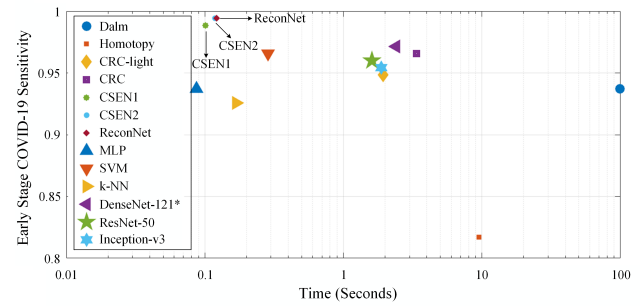 1
0.95
0.9
0.85
0.8
Early Stage COVID-19 Sensitivity
Dalm
Homotopy
CRC-light
CRC
CSEN1
CSEN2
ReconNet
MLP
SVM
k-NN
DenseNet-121*
ResNet-50
Inception-v3
ReconNet
CSEN2
CSEN1
0.01
0.1
1
10
100
Time (Seconds)